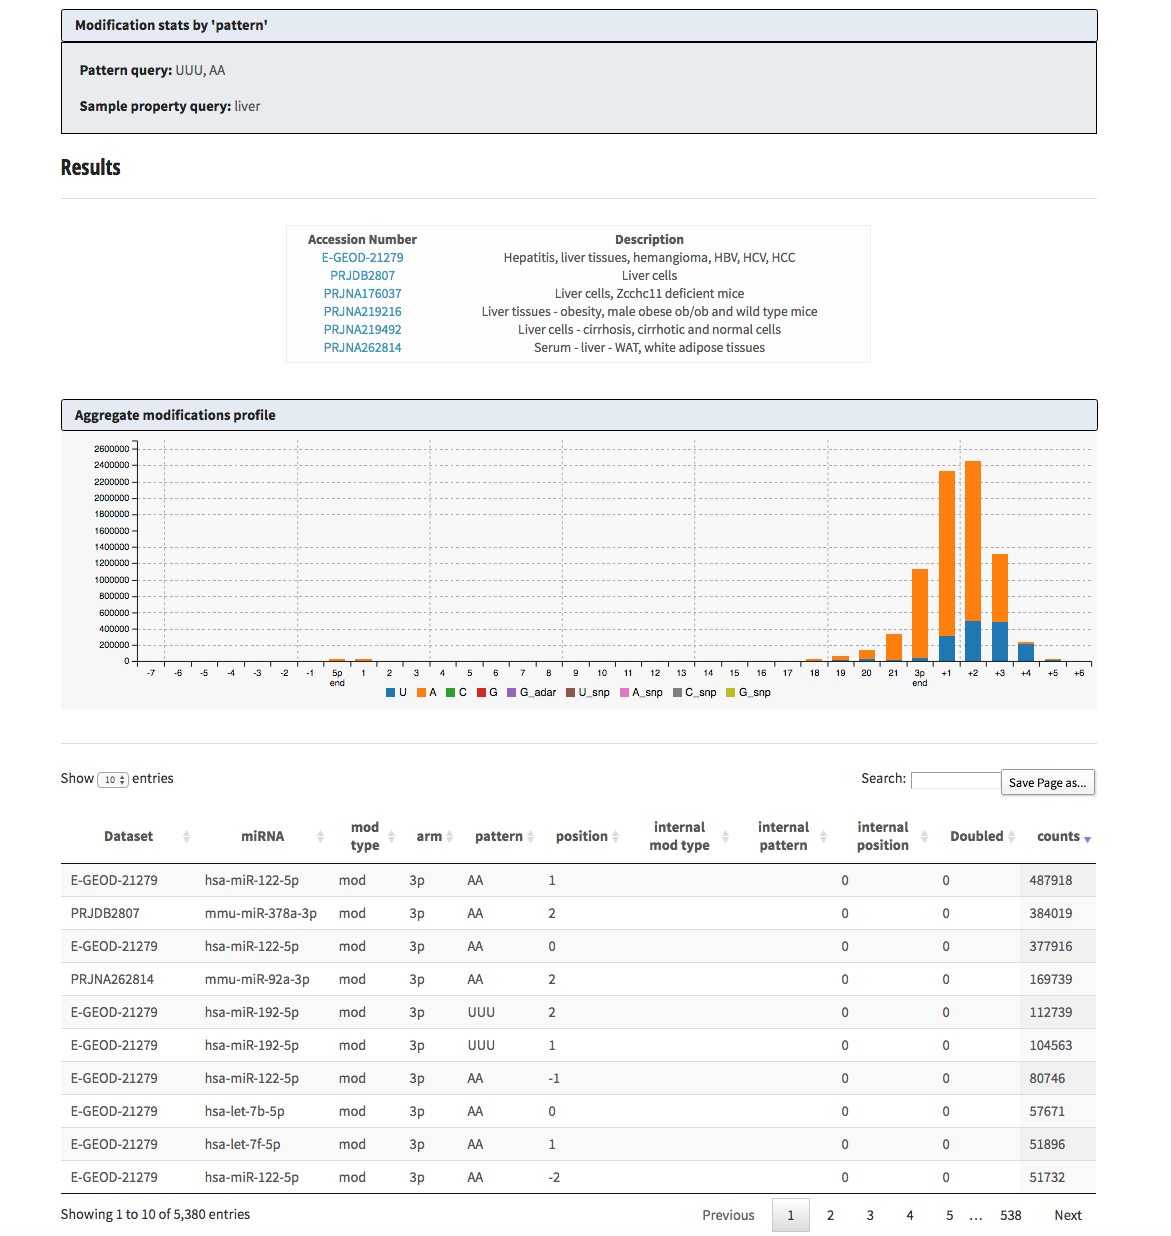 Modification stats by 'pattern'
Pattern query: UUU, AA
Sample property query: liver
Results
Accession Number Description
E-GEOD-21279 Hepatitis, liver tissues, hemangioma, HBV, HCV, HCC
PRJDB2807 Liver cells
PRJNA176037 Liver cells, Zcchc11 deficient mice
PRJNA219216 Liver tissues - obesity, male obese ob/ob and wild type mice
PRJNA219492 Liver cells - cirrhosis, cirrhotic and normal cells
PRJNA262814 Serum - liver - WAT, white adipose tissues
Aggregate modifications profile
2600000
2400000
2200000
2000000
1800000
1600000
1400000
1200000
1000000
800000
600000
400000
200000
0
-7 -6 -5 -4 -3 -2 -1 5p end 1 2 3 4 5 6 7 8 9 10 11 12 13 14 15 16 17 18 19 20 21 3p end +1 +2 +3 +4 +5 +6
U A C G G_adar U_snp A_snp C_snp G_snp
Show 10 entries Search: Save Page as...
Dataset miRNA mod type arm pattern position internal mod type internal pattern internal position Doubled counts
E-GEOD-21279 hsa-miR-122-5p mod 3p AA 1 0 0 487918
PRJDB2807 mmu-miR-378a-3p mod 3p AA 2 0 0 384019
E-GEOD-21279 hsa-miR-122-5p mod 3p AA 0 0 0 377916
PRJNA262814 mmu-miR-92a-3p mod 3p AA 2 0 0 169739
E-GEOD-21279 hsa-miR-192-5p mod 3p UUU 2 0 0 112739
E-GEOD-21279 hsa-miR-192-5p mod 3p UUU 1 0 0 104563
E-GEOD-21279 hsa-miR-122-5p mod 3p AA -1 0 0 80746
E-GEOD-21279 hsa-let-7b-5p mod 3p AA 0 0 0 57671
E-GEOD-21279 hsa-let-7f-5p mod 3p AA 1 0 0 51896
E-GEOD-21279 hsa-miR-122-5p mod 3p AA -2 0 0 51732
Showing 1 to 10 of 5,380 entries Previous 1 2 3 4 5 ... 538 Next